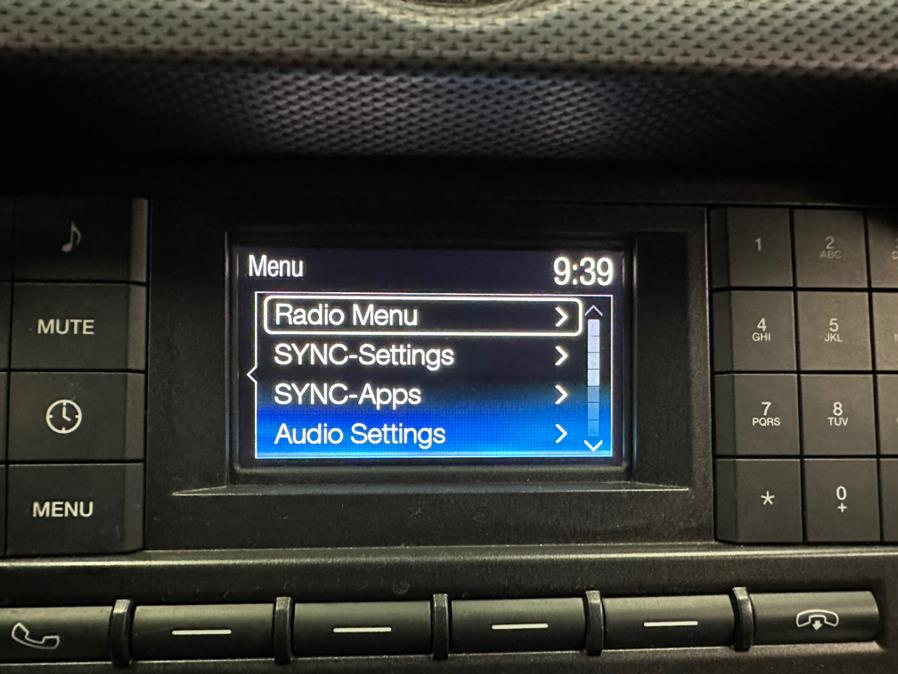 Menu 9:39
Radio Menu
SYNC-Settings
SYNC-Apps
Audio Settings
MUTE
MENU
1
2
ABC
4
GHI
5
JKL
7
PQRS
8
TUV
*
0
+